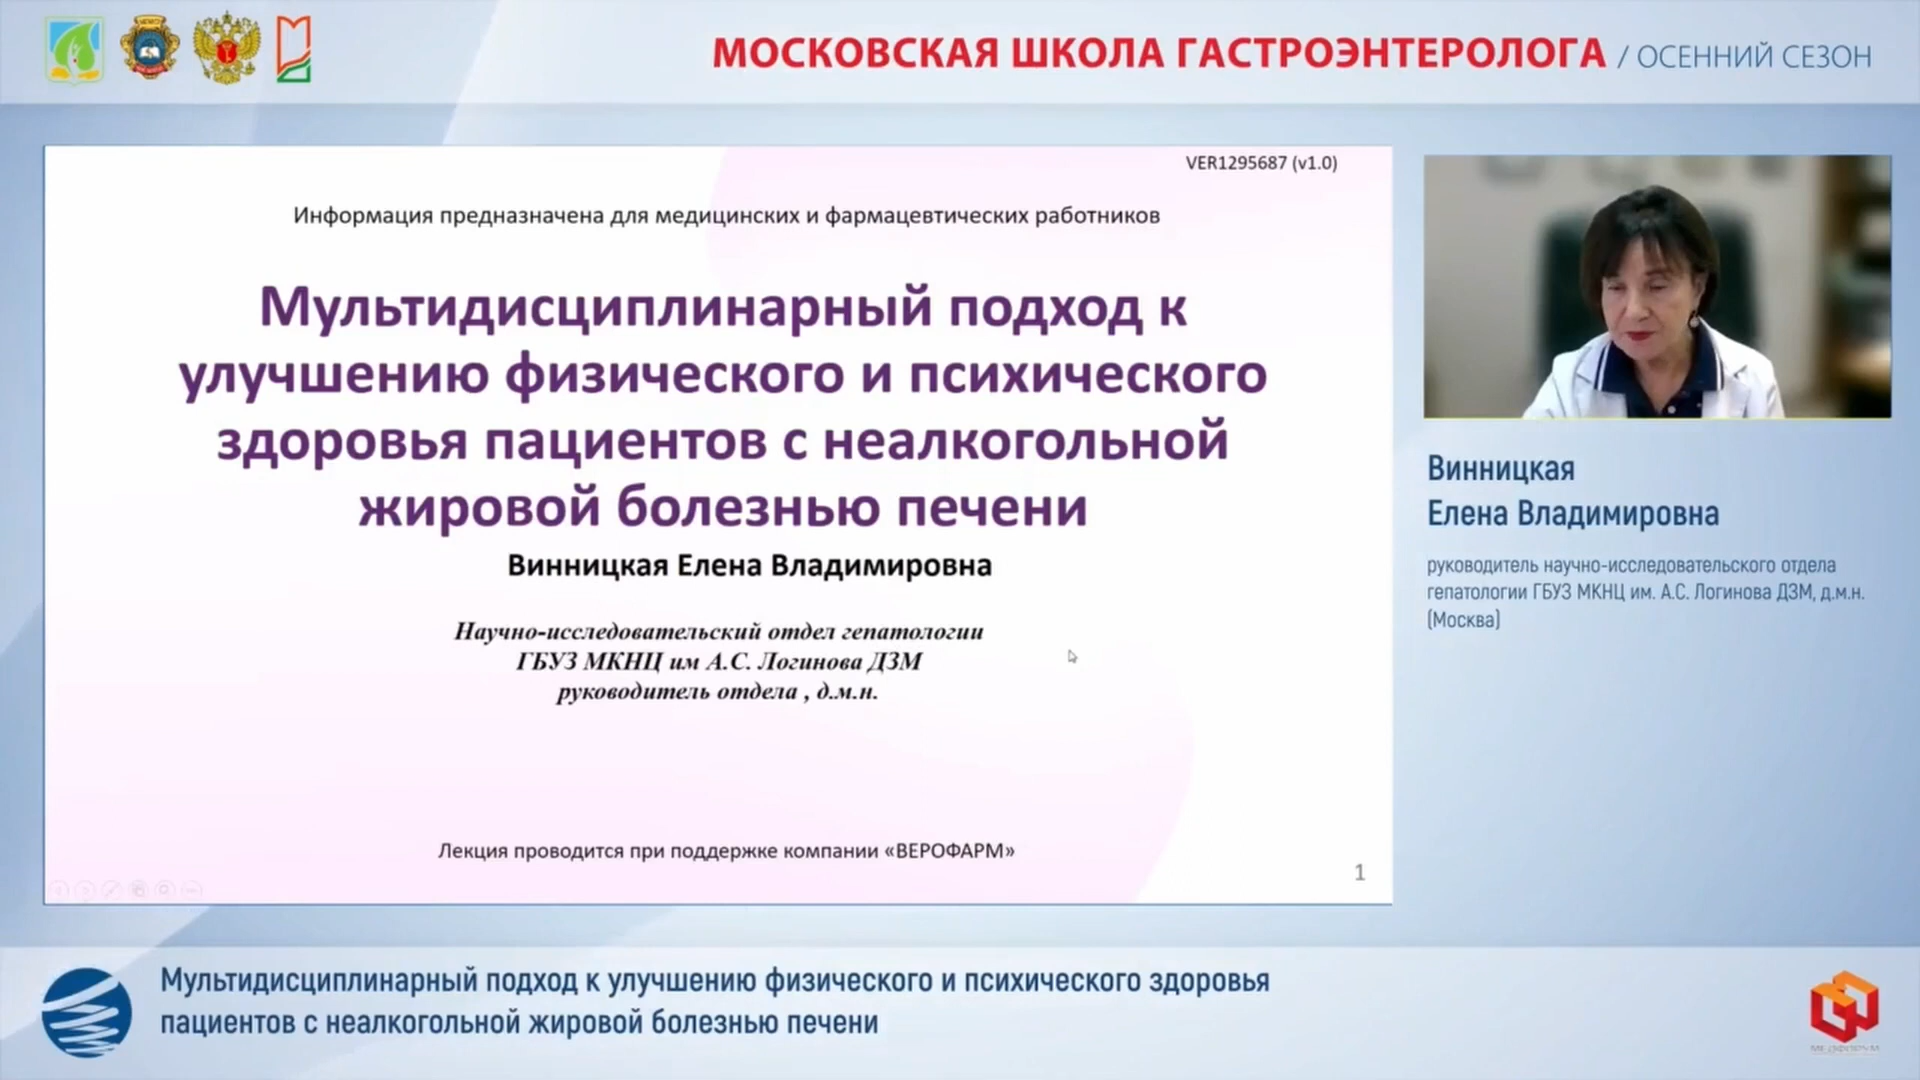 МОСКОВСКАЯ ШКОЛА ГАСТРОЭНТЕРОЛОГА / ОСЕННИЙ СЕЗОН
VER1295687 (v1.0)
Информация предназначена для медицинских и фармацевтических работников
Мультидисциплинарный подход к
улучшению физического и психического
здоровья пациентов с неалкогольной
жировой болезнью печени
Винницкая Елена Владимировна
Научно-исследовательский отдел гепатологии
ГБУЗ МКНЦ им А.С. Логинова ДЗМ
руководитель отдела , д.м.н.
Лекция проводится при поддержке компании «ВЕРОФАРМ»
1
Винницкая
Елена Владимировна
руководитель научно-исследовательского отдела
гепатологии ГБУЗ МКНЦ им. А.С. Логинова ДЗМ, д.м.н.
(Москва)
Мультидисциплинарный подход к улучшению физического и психического здоровья
пациентов с неалкогольной жировой болезнью печени